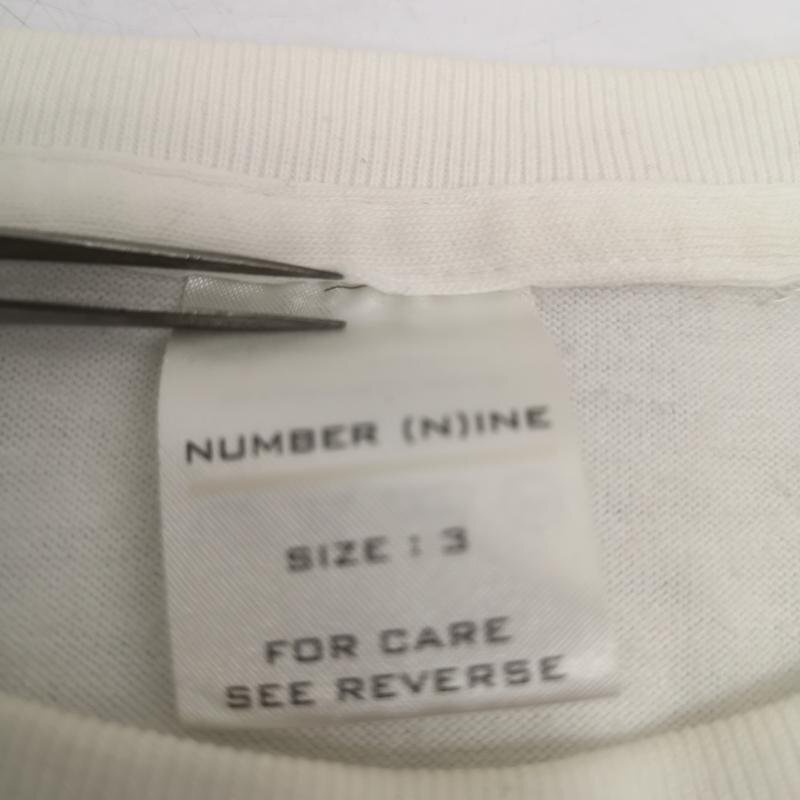 NUMBER (N)INE
SIZE : 3
FOR CARE
SEE REVERSE